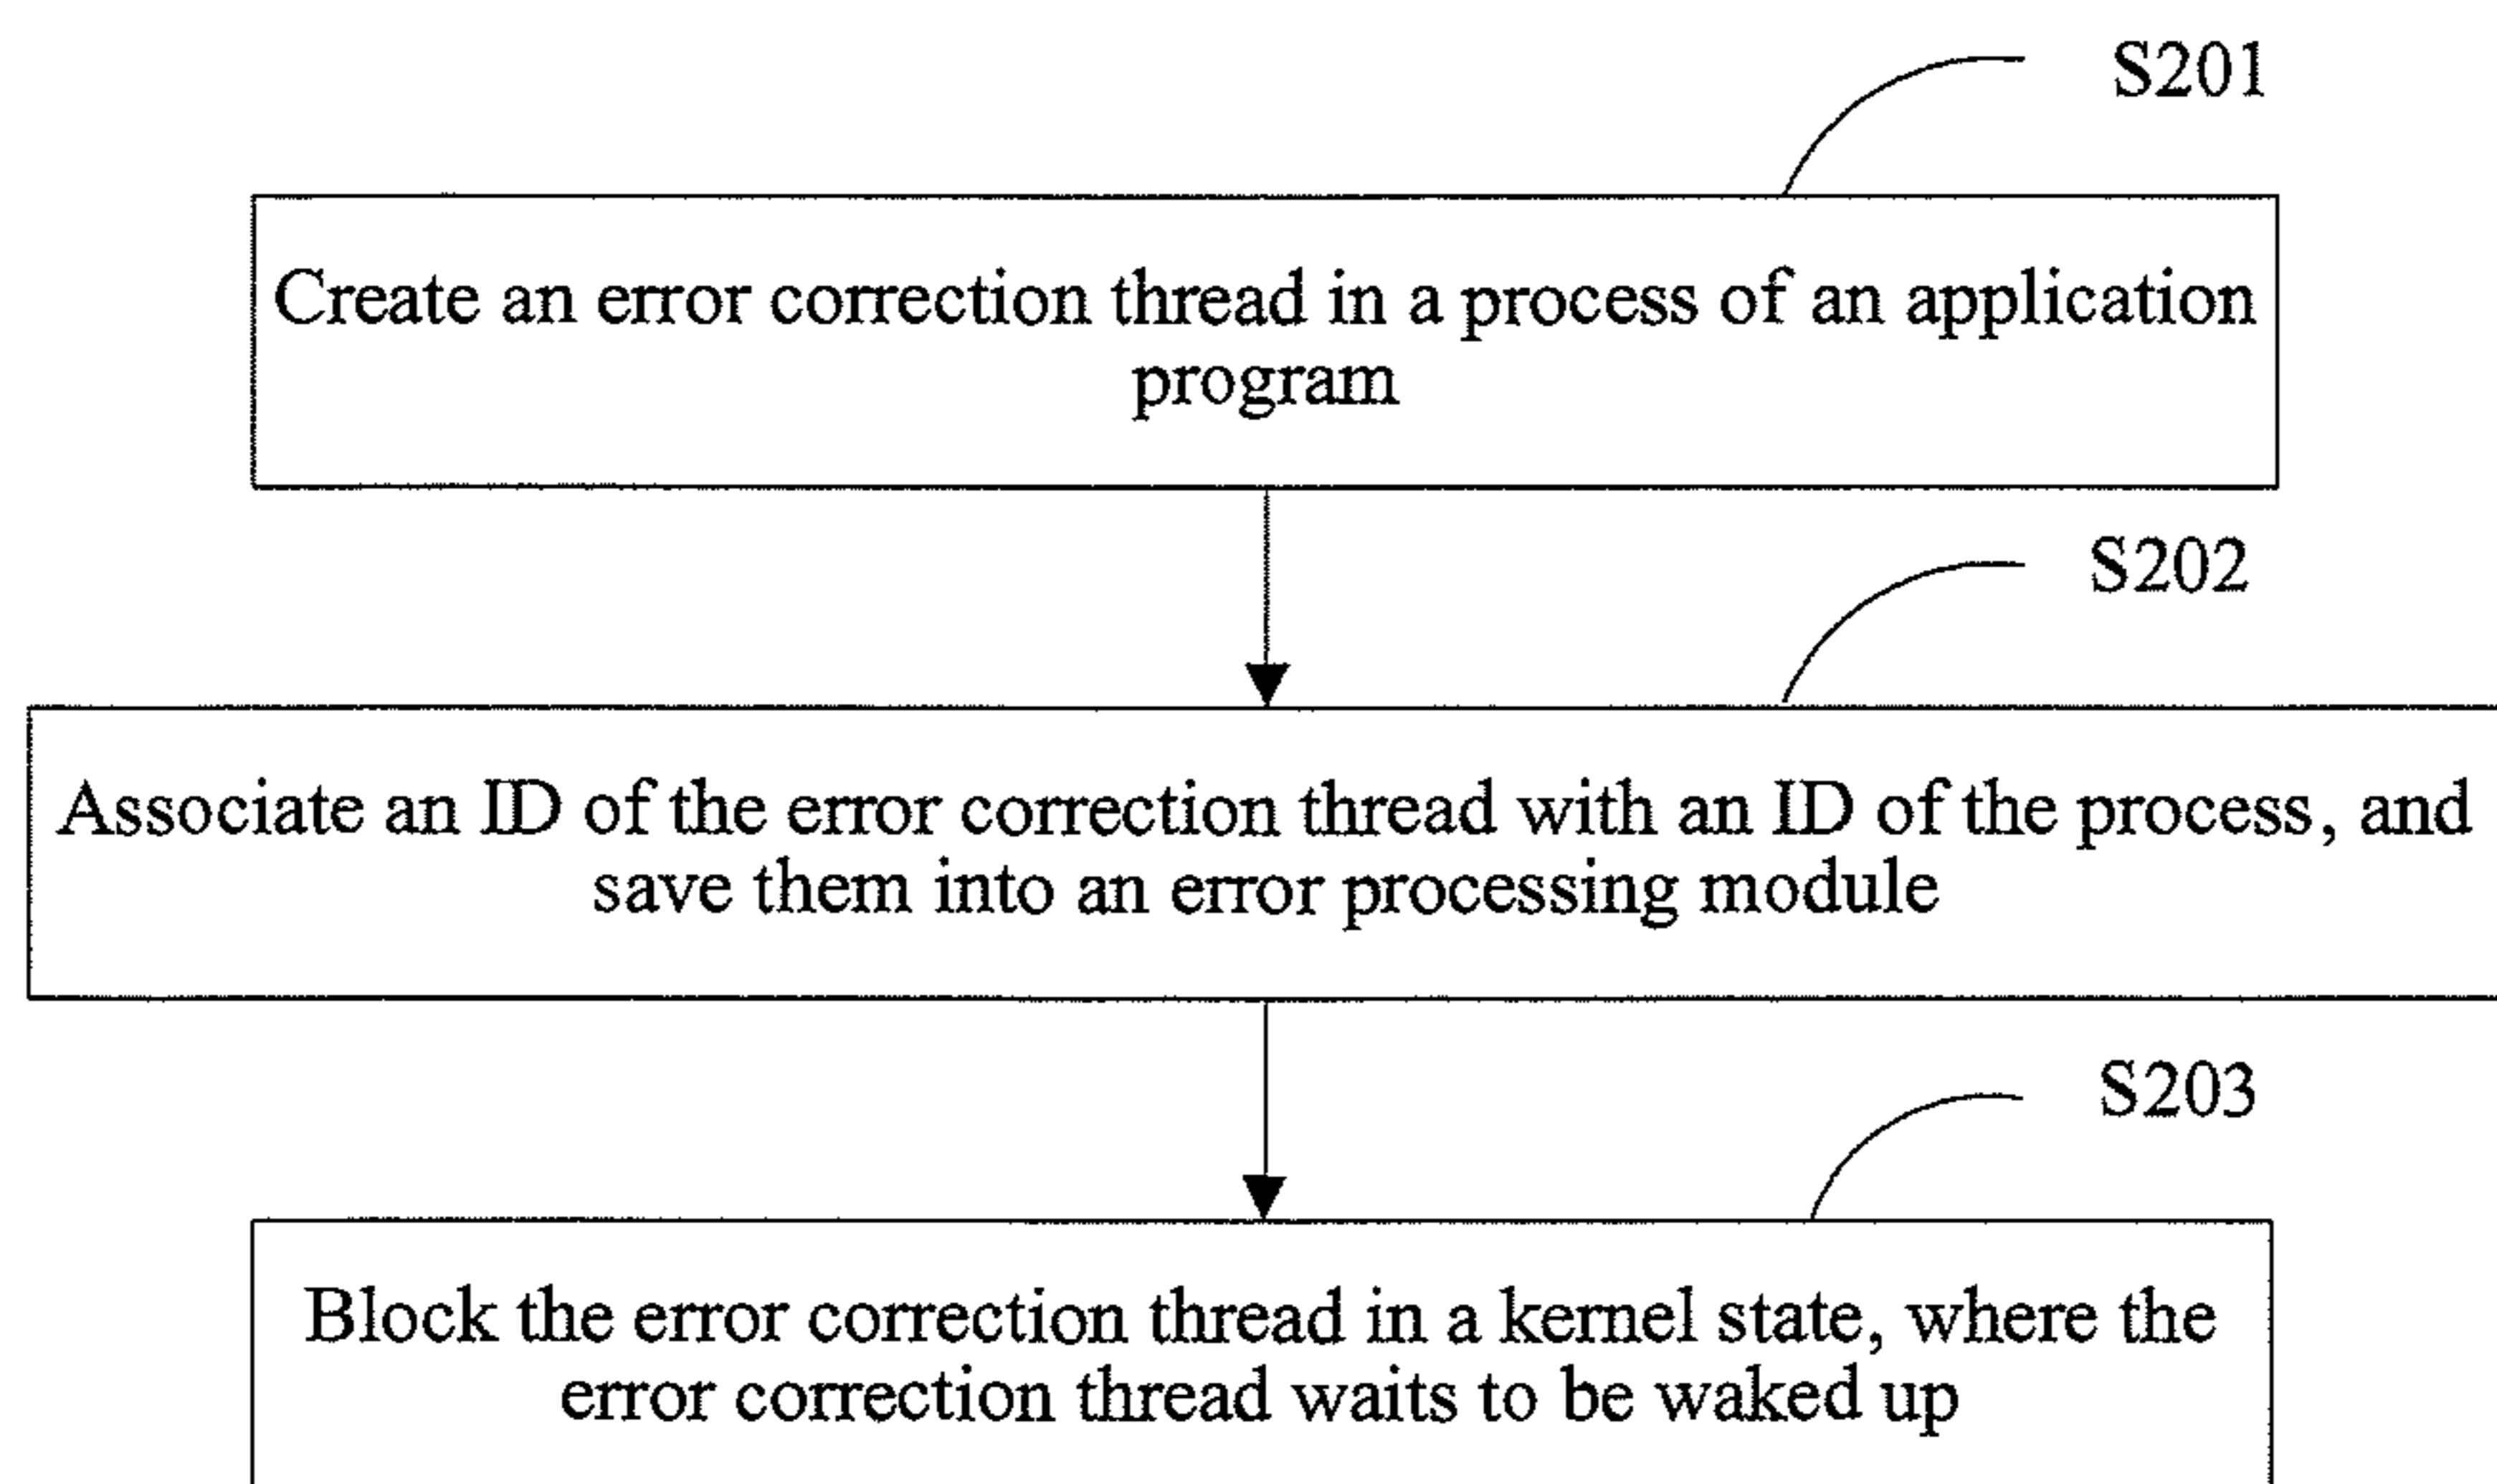 S201
Create an error correction thread in a process of an application
program
S202
Associate an ID of the error correction thread with an ID of the process, and
save them into an error processing module
S203
Block the error correction thread in a kernel state, where the
error correction thread waits to be waked up